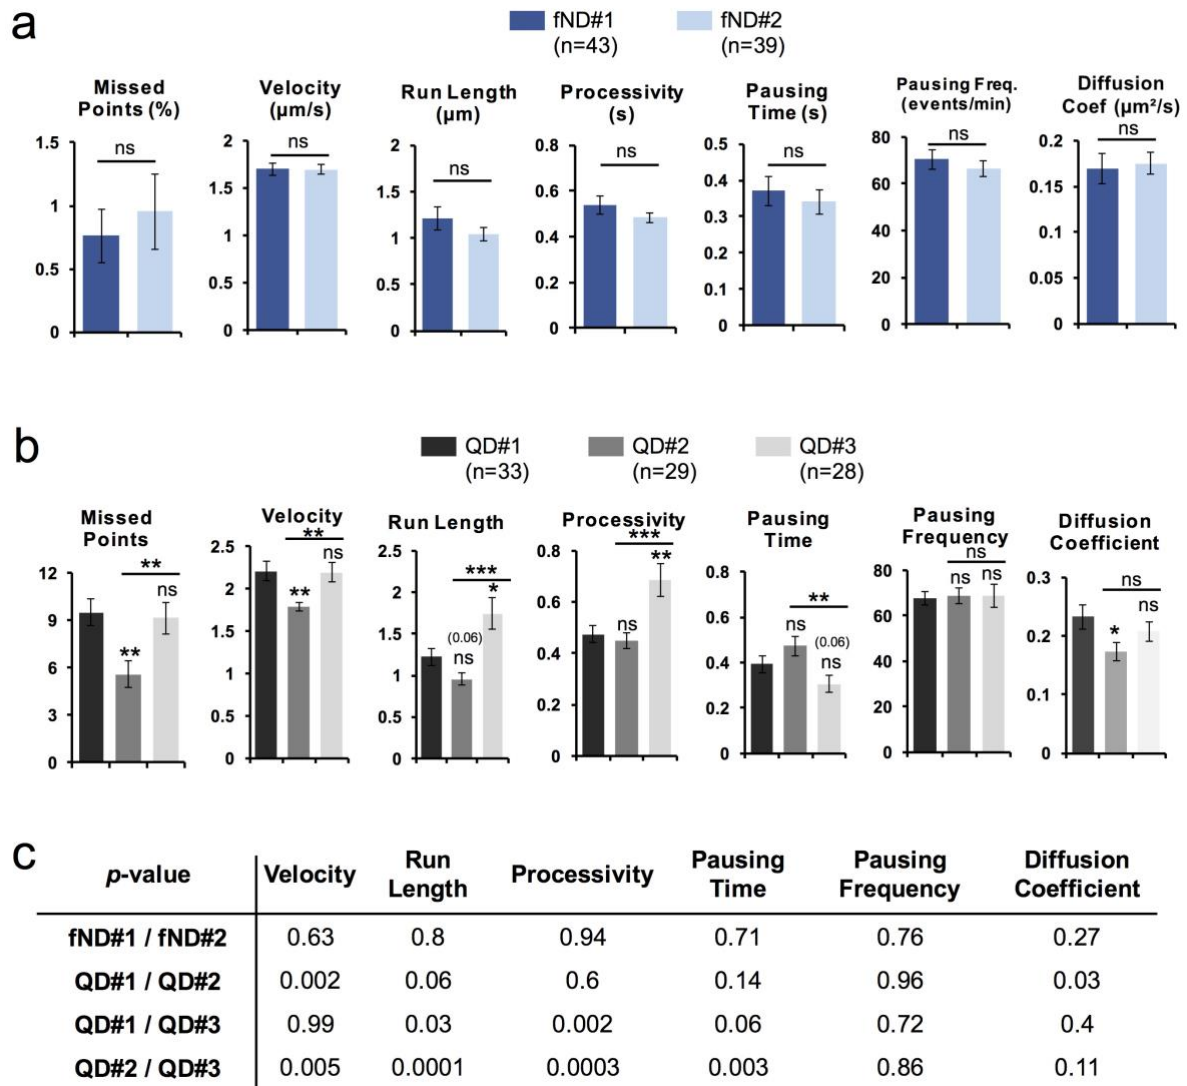 a
fND#1
(n=43)
fND#2
(n=39)
Missed
Points (%)
1.5
1
0.5
0
ns
Velocity
(µm/s)
2
1.5
1
0.5
0
ns
Run Length
(µm)
2
1.5
1
0.5
0
ns
Processivity
(s)
0.8
0.6
0.4
0.2
0
ns
Pausing
Time (s)
0.5
0.4
0.3
0.2
0.1
0
ns
Pausing Freq.
(events/min)
80
60
40
20
0
ns
Diffusion
Coef (µm²/s)
0.2
0.15
0.1
0.05
0
ns
b
QD#1
(n=33)
QD#2
(n=29)
QD#3
(n=28)
Missed
Points
12
9
6
3
0
**
**
ns
Velocity
2.5
2
1.5
1
0.5
0
**
**
ns
Run Length
2.5
2
1.5
1
0.5
0
(0.06)
ns
***
*
Processivity
0.8
0.6
0.4
0.2
0
ns
***
**
Pausing
Time
0.8
0.6
0.4
0.2
0
ns
**
(0.06)
ns
Pausing
Frequency
80
60
40
20
0
ns
ns
ns
Diffusion
Coefficient
0.3
0.2
0.1
0
*
ns
ns
c
p-value Velocity Run Length Processivity Pausing Time Pausing Frequency Diffusion Coefficient
fND#1 / fND#2 0.63 0.8 0.94 0.71 0.76 0.27
QD#1 / QD#2 0.002 0.06 0.6 0.14 0.96 0.03
QD#1 / QD#3 0.99 0.03 0.002 0.06 0.72 0.4
QD#2 / QD#3 0.005 0.0001 0.0003 0.003 0.86 0.11